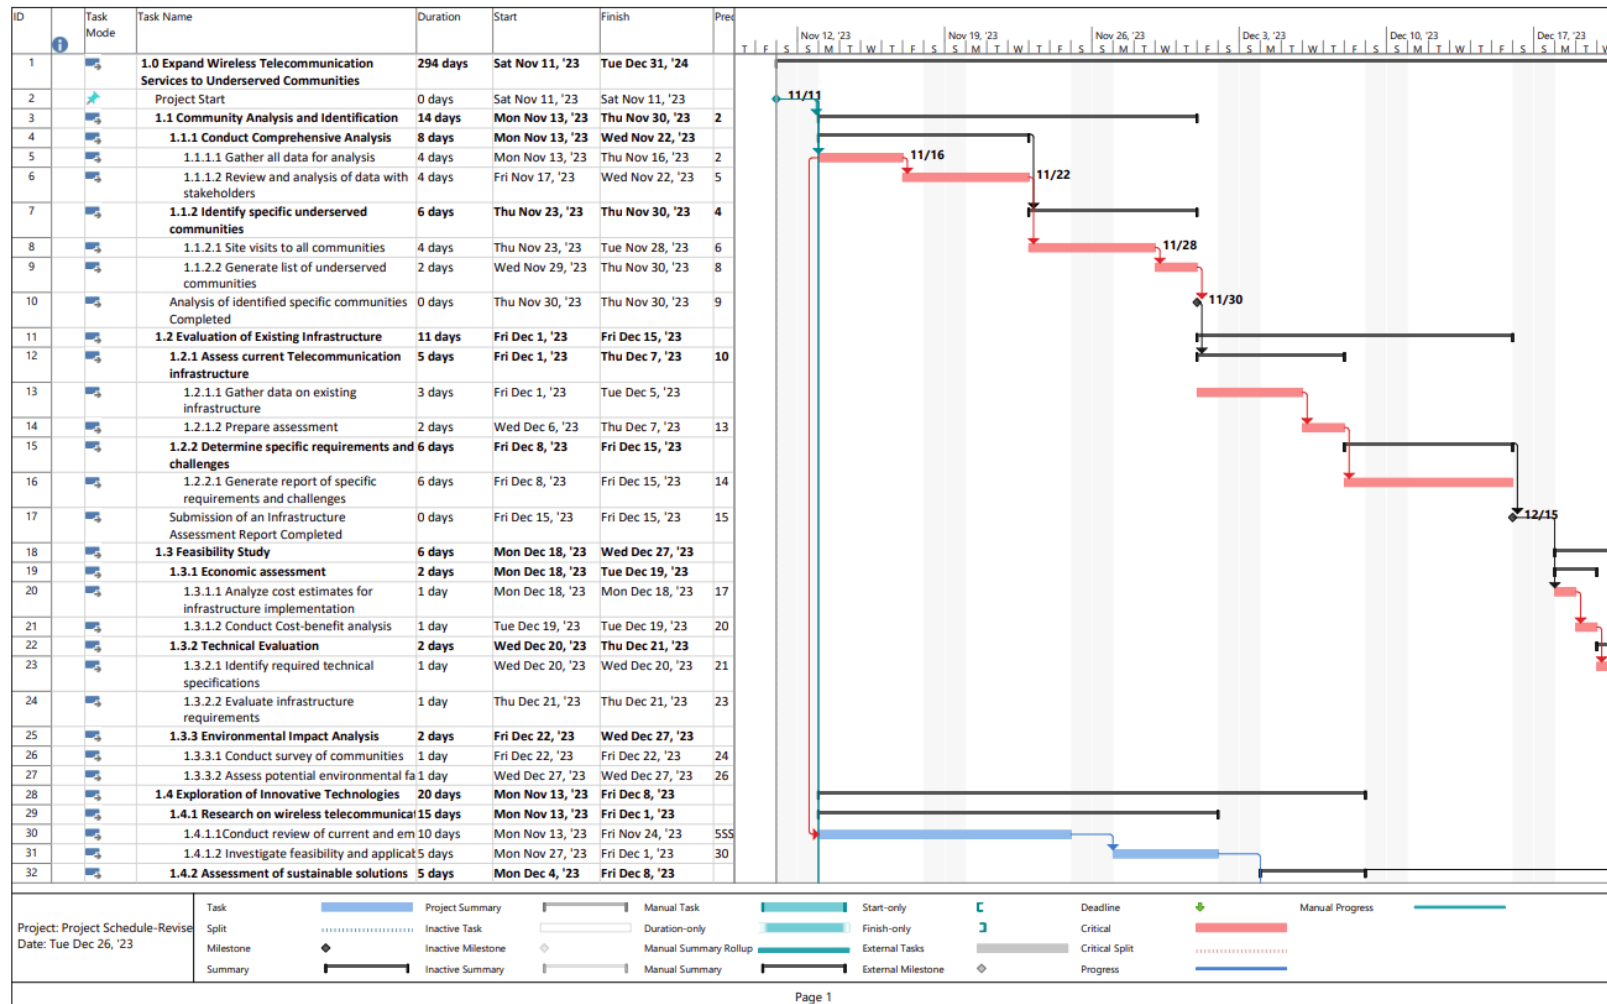 ID Task Mode Task Name Duration Start Finish Pred
Nov 12, '23 Nov 19, '23 Nov 26, '23 Dec 3, '23 Dec 10, '23 Dec 17, '23
T F S S M T W T F S S M T W T F S S M T W T F S S M T W T F S S M T W T F S S M W
1 1.0 Expand Wireless Telecommunication Services to Underserved Communities 294 days Sat Nov 11, '23 Tue Dec 31, '24
2 Project Start 0 days Sat Nov 11, '23 Sat Nov 11, '23 11/11
3 1.1 Community Analysis and Identification 14 days Mon Nov 13, '23 Thu Nov 30, '23 2
4 1.1.1 Conduct Comprehensive Analysis 8 days Mon Nov 13, '23 Wed Nov 22, '23
5 1.1.1.1 Gather all data for analysis 4 days Mon Nov 13, '23 Thu Nov 16, '23 2 11/16
6 1.1.1.2 Review and analysis of data with stakeholders 4 days Fri Nov 17, '23 Wed Nov 22, '23 5 11/22
7 1.1.2 Identify specific underserved communities 6 days Thu Nov 23, '23 Thu Nov 30, '23 4
8 1.1.2.1 Site visits to all communities 4 days Thu Nov 23, '23 Tue Nov 28, '23 6 11/28
9 1.1.2.2 Generate list of underserved communities 2 days Wed Nov 29, '23 Thu Nov 30, '23 8
10 Analysis of identified specific communities Completed 0 days Thu Nov 30, '23 Thu Nov 30, '23 9 11/30
11 1.2 Evaluation of Existing Infrastructure 11 days Fri Dec 1, '23 Fri Dec 15, '23
12 1.2.1 Assess current Telecommunication infrastructure 5 days Fri Dec 1, '23 Thu Dec 7, '23 10
13 1.2.1.1 Gather data on existing infrastructure 3 days Fri Dec 1, '23 Tue Dec 5, '23
14 1.2.1.2 Prepare assessment 2 days Wed Dec 6, '23 Thu Dec 7, '23 13
15 1.2.2 Determine specific requirements and challenges 6 days Fri Dec 8, '23 Fri Dec 15, '23
16 1.2.2.1 Generate report of specific requirements and challenges 6 days Fri Dec 8, '23 Fri Dec 15, '23 14
17 Submission of an Infrastructure Assessment Report Completed 0 days Fri Dec 15, '23 Fri Dec 15, '23 15 12/15
18 1.3 Feasibility Study 6 days Mon Dec 18, '23 Wed Dec 27, '23
19 1.3.1 Economic assessment 2 days Mon Dec 18, '23 Tue Dec 19, '23
20 1.3.1.1 Analyze cost estimates for infrastructure implementation 1 day Mon Dec 18, '23 Mon Dec 18, '23 17
21 1.3.1.2 Conduct Cost-benefit analysis 1 day Tue Dec 19, '23 Tue Dec 19, '23 20
22 1.3.2 Technical Evaluation 2 days Wed Dec 20, '23 Thu Dec 21, '23
23 1.3.2.1 Identify required technical specifications 1 day Wed Dec 20, '23 Wed Dec 20, '23 21
24 1.3.2.2 Evaluate infrastructure requirements 1 day Thu Dec 21, '23 Thu Dec 21, '23 23
25 1.3.3 Environmental Impact Analysis 2 days Fri Dec 22, '23 Wed Dec 27, '23
26 1.3.3.1 Conduct survey of communities 1 day Fri Dec 22, '23 Fri Dec 22, '23 24
27 1.3.3.2 Assess potential environmental fa 1 day Wed Dec 27, '23 Wed Dec 27, '23 26
28 1.4 Exploration of Innovative Technologies 20 days Mon Nov 13, '23 Fri Dec 8, '23
29 1.4.1 Research on wireless telecommunicat 15 days Mon Nov 13, '23 Fri Dec 1, '23
30 1.4.1.1Conduct review of current and em 10 days Mon Nov 13, '23 Fri Nov 24, '23 5SS
31 1.4.1.2 Investigate feasibility and applicat 5 days Mon Nov 27, '23 Fri Dec 1, '23 30
32 1.4.2 Assessment of sustainable solutions 5 days Mon Dec 4, '23 Fri Dec 8, '23
Project: Project Schedule-Revise
Date: Tue Dec 26, '23
Task Project Summary Manual Task Start-only Deadline Manual Progress
Split Inactive Task Duration-only Finish-only Critical
Milestone Inactive Milestone Manual Summary Rollup External Tasks Critical Split
Summary Inactive Summary Manual Summary External Milestone Progress
Page 1